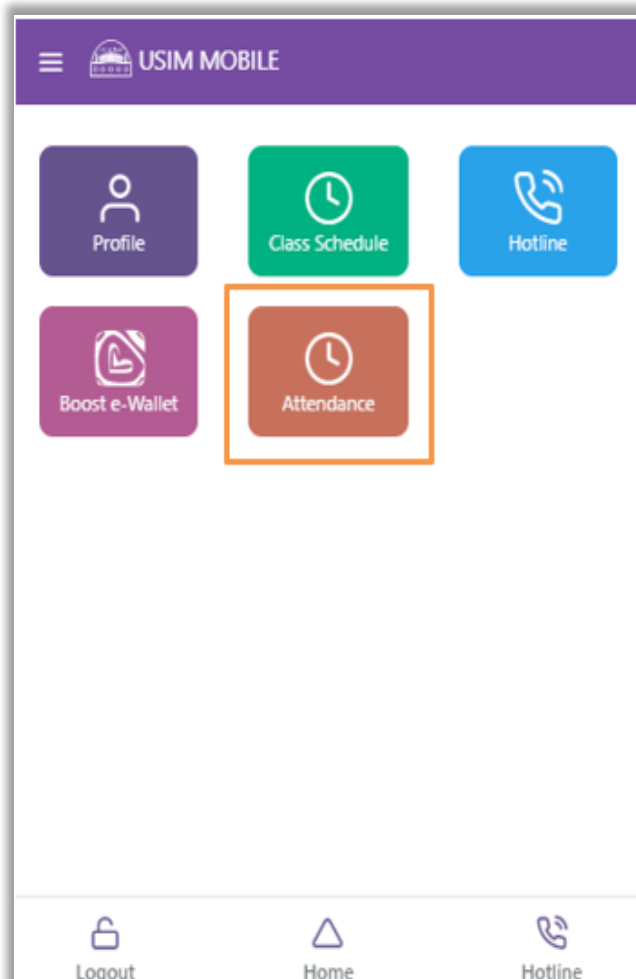 USIM MOBILE
Profile
Class Schedule
Hotline
Boost e-Wallet
Attendance
Logout
Home
Hotline